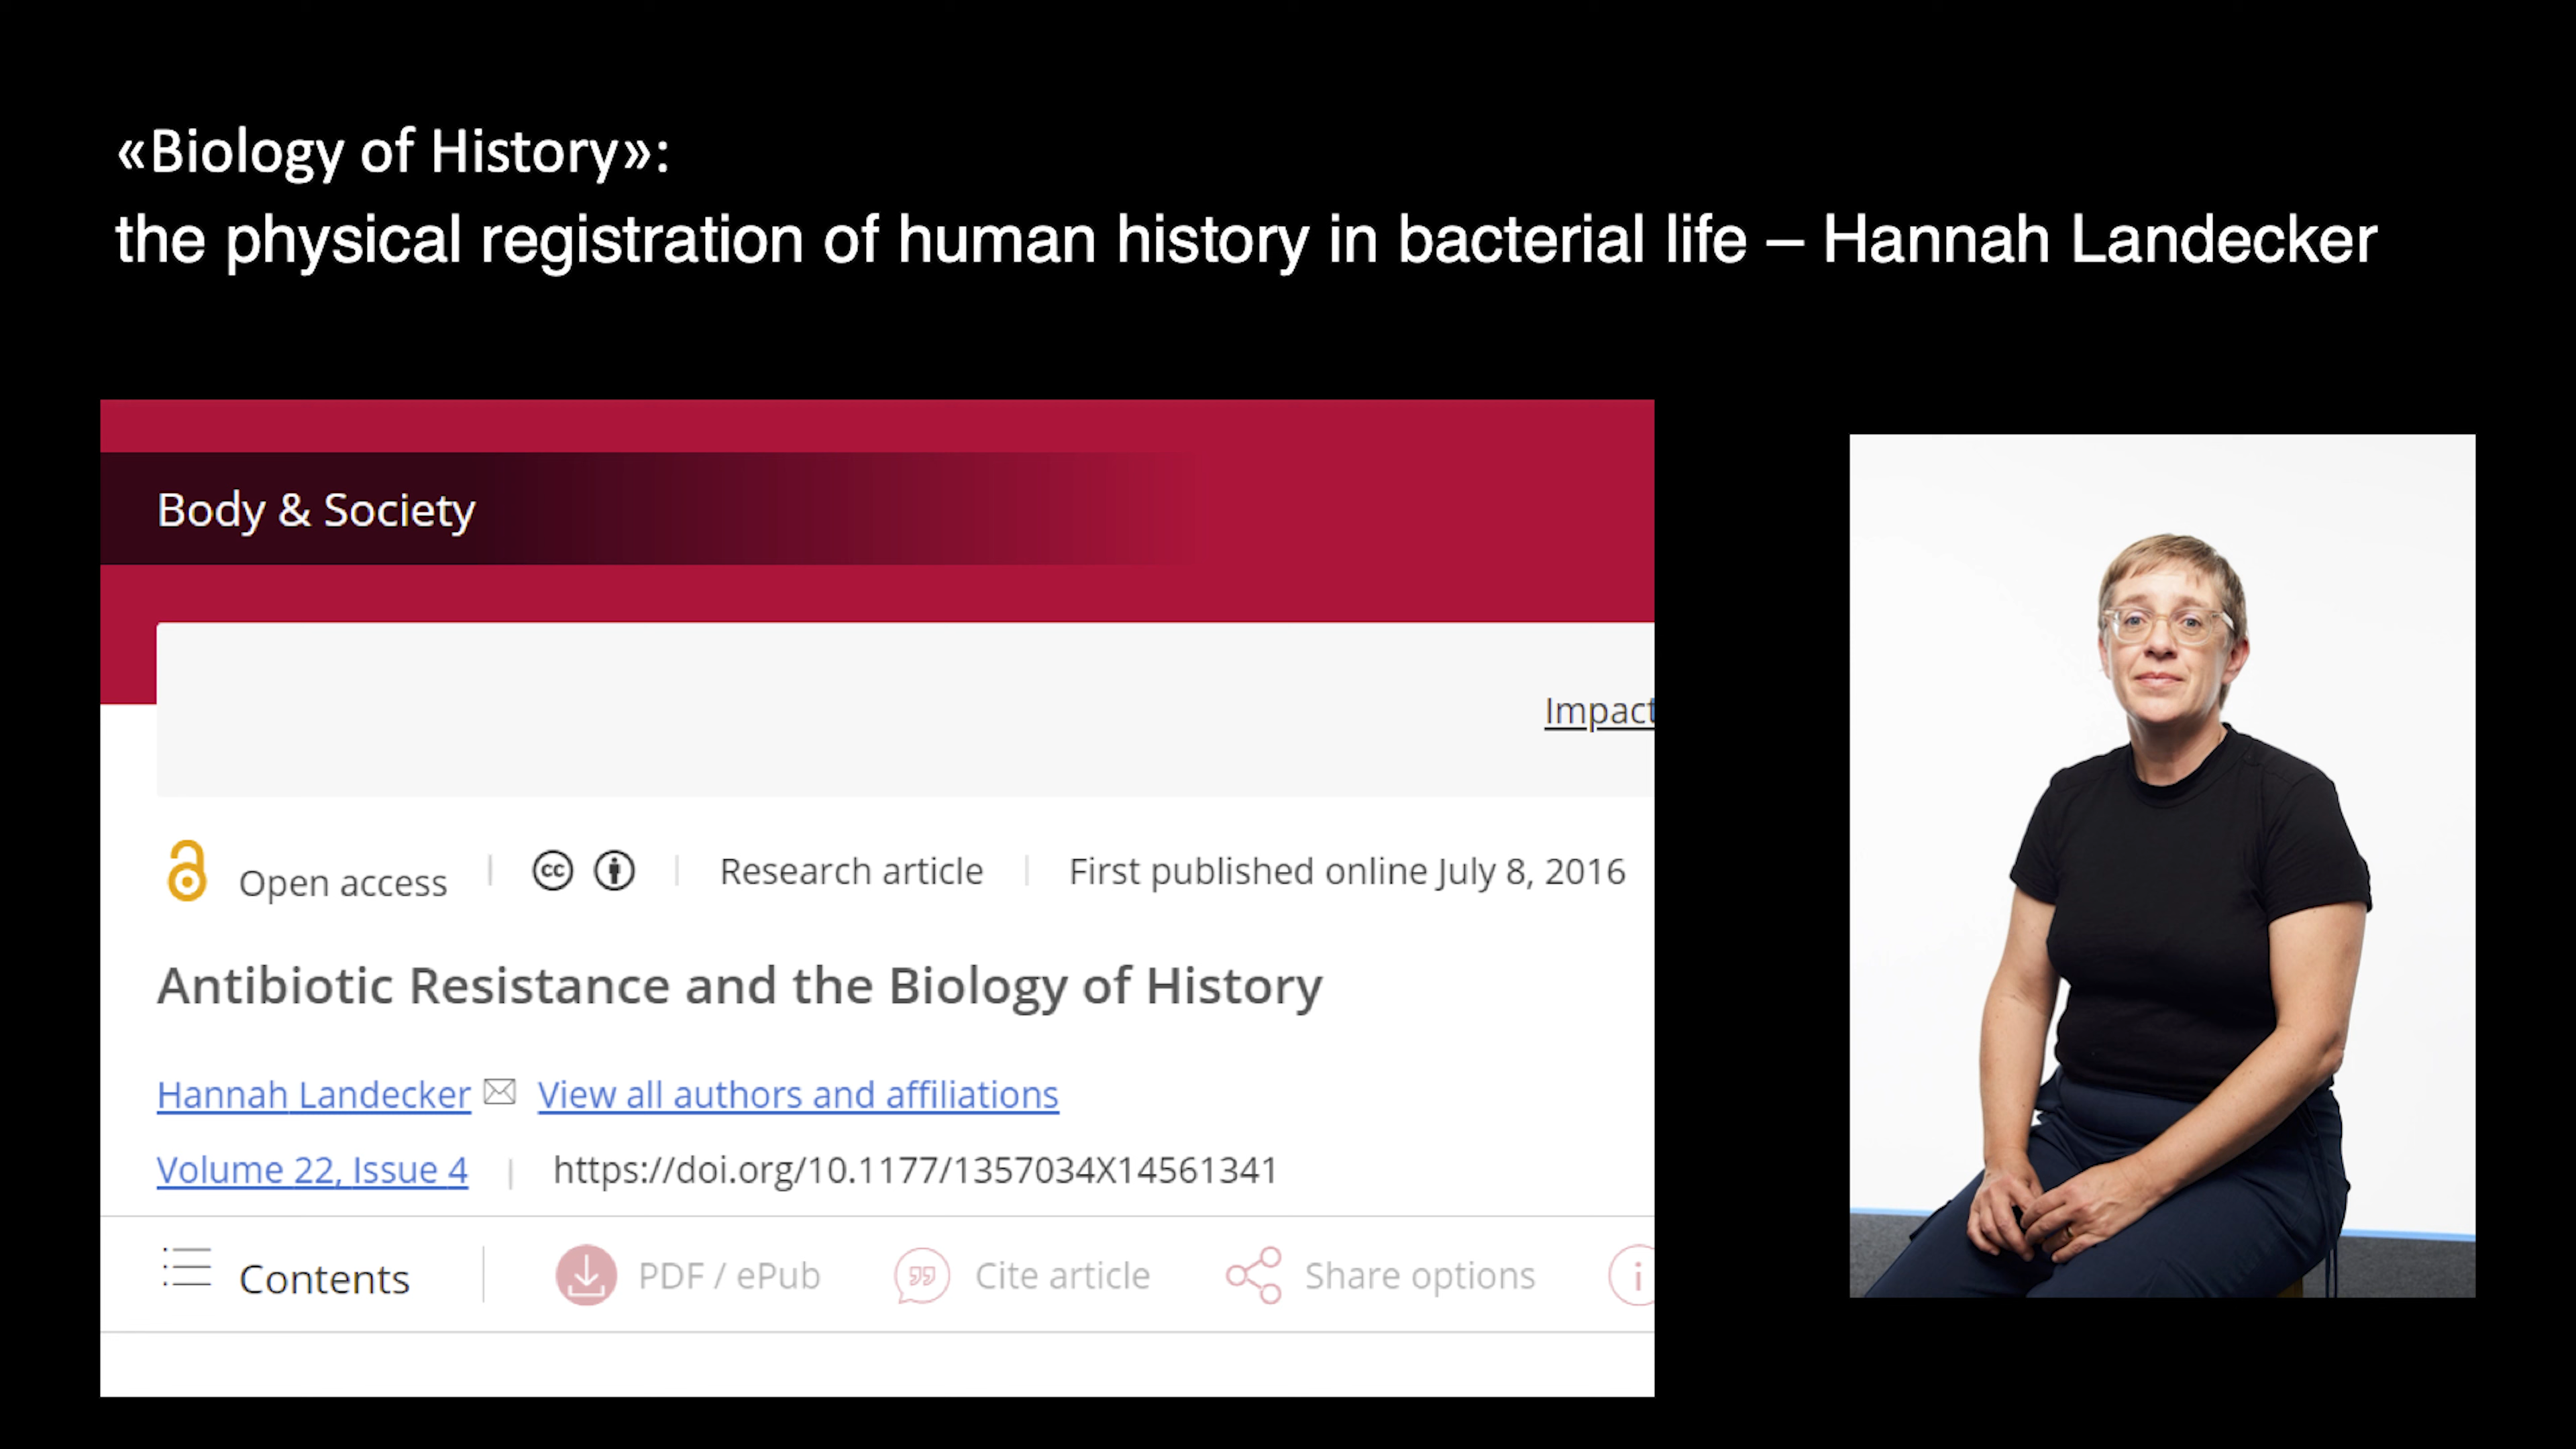 «Biology of History»:
the physical registration of human history in bacterial life – Hannah Landecker
Body & Society
Impact
Open access | cc | Research article | First published online July 8, 2016
Antibiotic Resistance and the Biology of History
Hannah Landecker View all authors and affiliations
Volume 22, Issue 4 | https://doi.org/10.1177/1357034X14561341
Contents | PDF / ePub Cite article Share options i